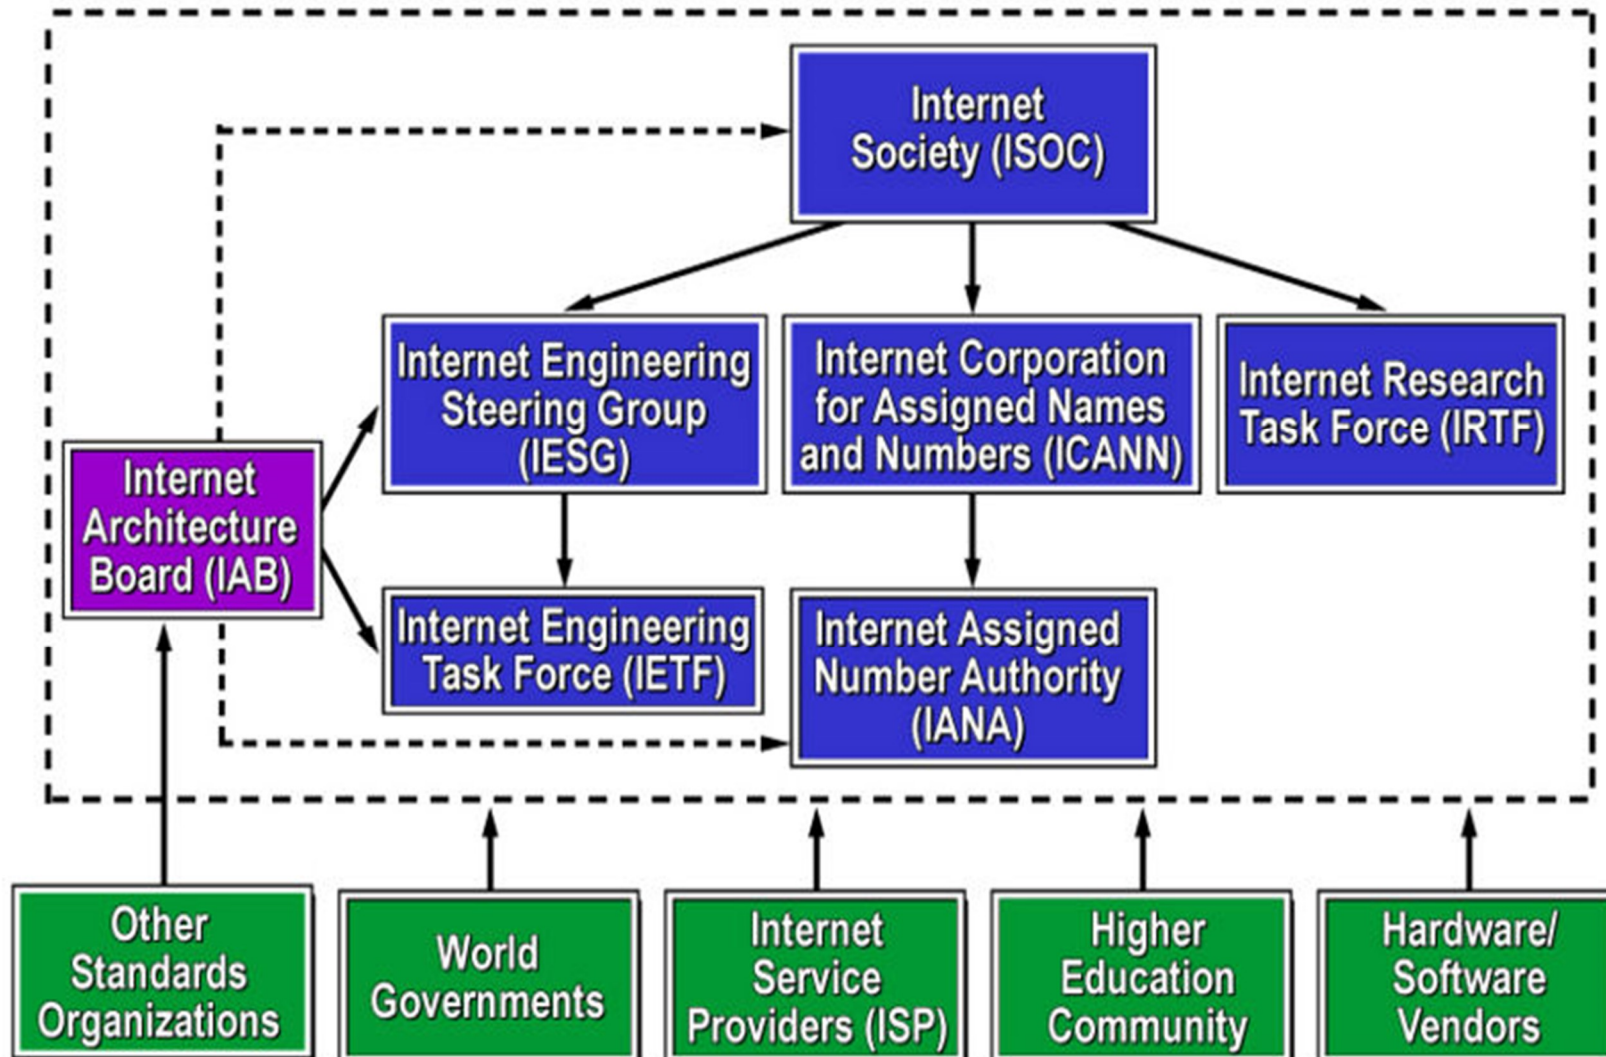 Internet
Society (ISOC)
Internet Engineering
Steering Group
(IESG)
Internet Corporation
for Assigned Names
and Numbers (ICANN)
Internet Research
Task Force (IRTF)
Internet
Architecture
Board (IAB)
Internet Engineering
Task Force (IETF)
Internet Assigned
Number Authority
(IANA)
Other
Standards
Organizations
World
Governments
Internet
Service
Providers (ISP)
Higher
Education
Community
Hardware/
Software
Vendors